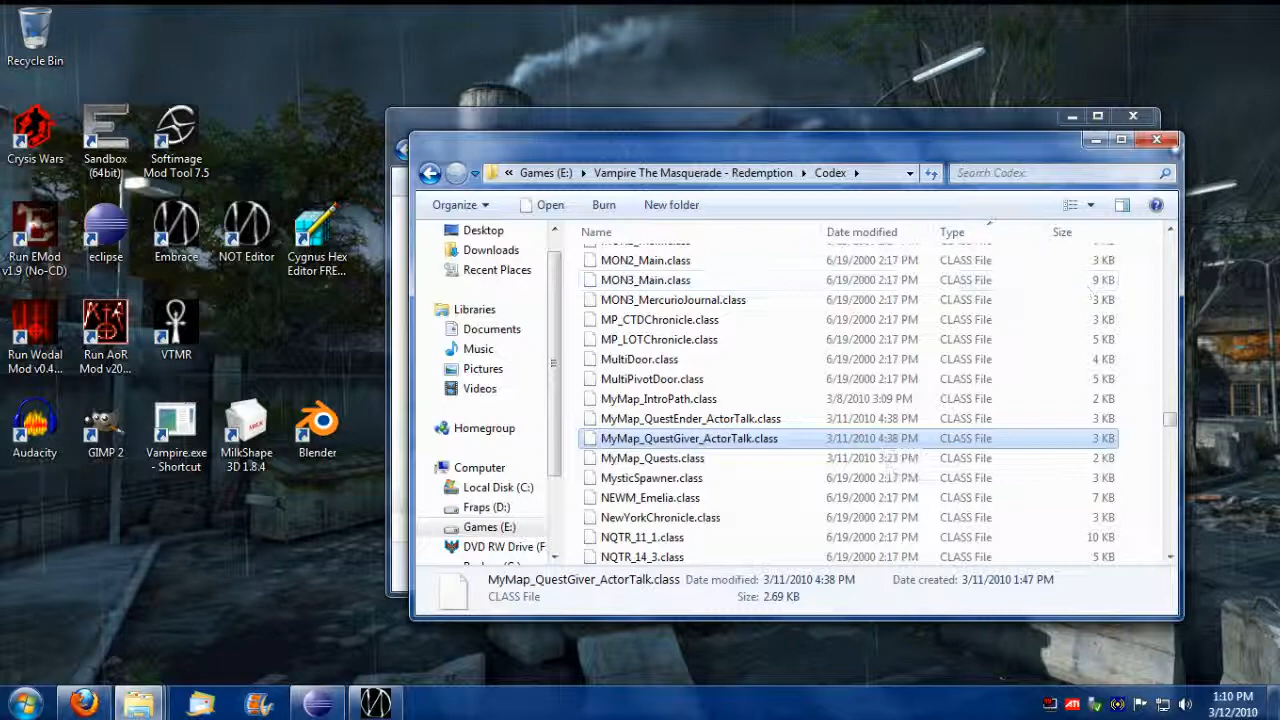 Recycle Bin
Crysis Wars
Sandbox
(64bit)
Softimage
Mod Tool 7.5
Run EMod
v1.9 (No-CD)
eclipse
Embrace
NOT Editor
Cygnus Hex
Editor FRE...
Run Wodal
Mod v0.4...
Run AoR
Mod v20...
VTMR
Audacity
GIMP 2
Vampire.exe
- Shortcut
MilkShape
3D 1.8.4
Blender
« Games (E:) Vampire The Masquerade - Redemption Codex
Search Codex
Organize Open Burn New folder
Desktop
Downloads
Recent Places
Libraries
Documents
Music
Pictures
Videos
Homegroup
Computer
Local Disk (C:)
Fraps (D:)
Games (E:)
DVD RW Drive (F
Name Date modified Type Size
MON2_Main.class 6/19/2000 2:17 PM CLASS File 3 KB
MON3_Main.class 6/19/2000 2:17 PM CLASS File 9 KB
MON3_MercurioJournal.class 6/19/2000 2:17 PM CLASS File 3 KB
MP_CTDChronicle.class 6/19/2000 2:17 PM CLASS File 3 KB
MP_LOTChronicle.class 6/19/2000 2:17 PM CLASS File 3 KB
MultiDoor.class 6/19/2000 2:17 PM CLASS File 4 KB
MultiPivotDoor.class 6/19/2000 2:17 PM CLASS File 5 KB
MyMap_IntroPath.class 3/8/2010 3:09 PM CLASS File 2 KB
MyMap_QuestEnder_ActorTalk.class 3/11/2010 4:38 PM CLASS File 3 KB
MyMap_QuestGiver_ActorTalk.class 3/11/2010 4:38 PM CLASS File 3 KB
MyMap_Quests.class 3/11/2010 3:23 PM CLASS File 2 KB
MysticSpawner.class 6/19/2000 2:17 PM CLASS File 3 KB
NEWM_Emelia.class 6/19/2000 2:17 PM CLASS File 7 KB
NewYorkChronicle.class 6/19/2000 2:17 PM CLASS File 3 KB
NQTR_11_1.class 6/19/2000 2:17 PM CLASS File 10 KB
NQTR_14_3.class 6/19/2000 2:17 PM CLASS File 5 KB
MyMap_QuestGiver_ActorTalk.class Date modified: 3/11/2010 4:38 PM Date created: 3/11/2010 1:47 PM
CLASS File Size: 2.69 KB
1:10 PM
3/12/2010